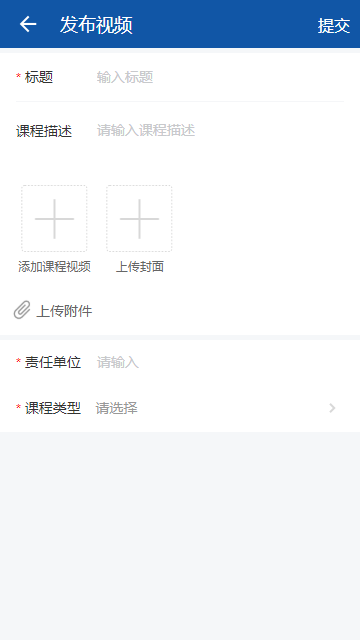 发布视频 提交
* 标题 输入标题
课程描述 请输入课程描述
添加课程视频 上传封面
上传附件
* 责任单位 请输入
* 课程类型 请选择